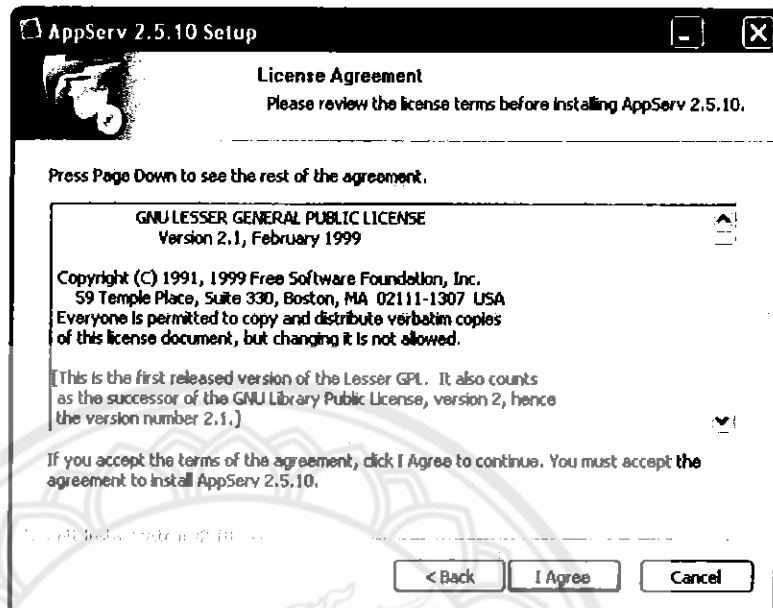 AppServ 2.5.10 Setup
License Agreement
Please review the license terms before installing AppServ 2.5.10.
Press Page Down to see the rest of the agreement.
GNU LESSER GENERAL PUBLIC LICENSE
Version 2.1, February 1999
Copyright (C) 1991, 1999 Free Software Foundation, Inc.
59 Temple Place, Suite 330, Boston, MA 02111-1307 USA
Everyone is permitted to copy and distribute verbatim copies
of this license document, but changing it is not allowed.
[This is the first released version of the Lesser GPL. It also counts
as the successor of the GNU Library Public License, version 2, hence
the version number 2.1.]
If you accept the terms of the agreement, click I Agree to continue. You must accept the
agreement to install AppServ 2.5.10.
< Back
I Agree
Cancel